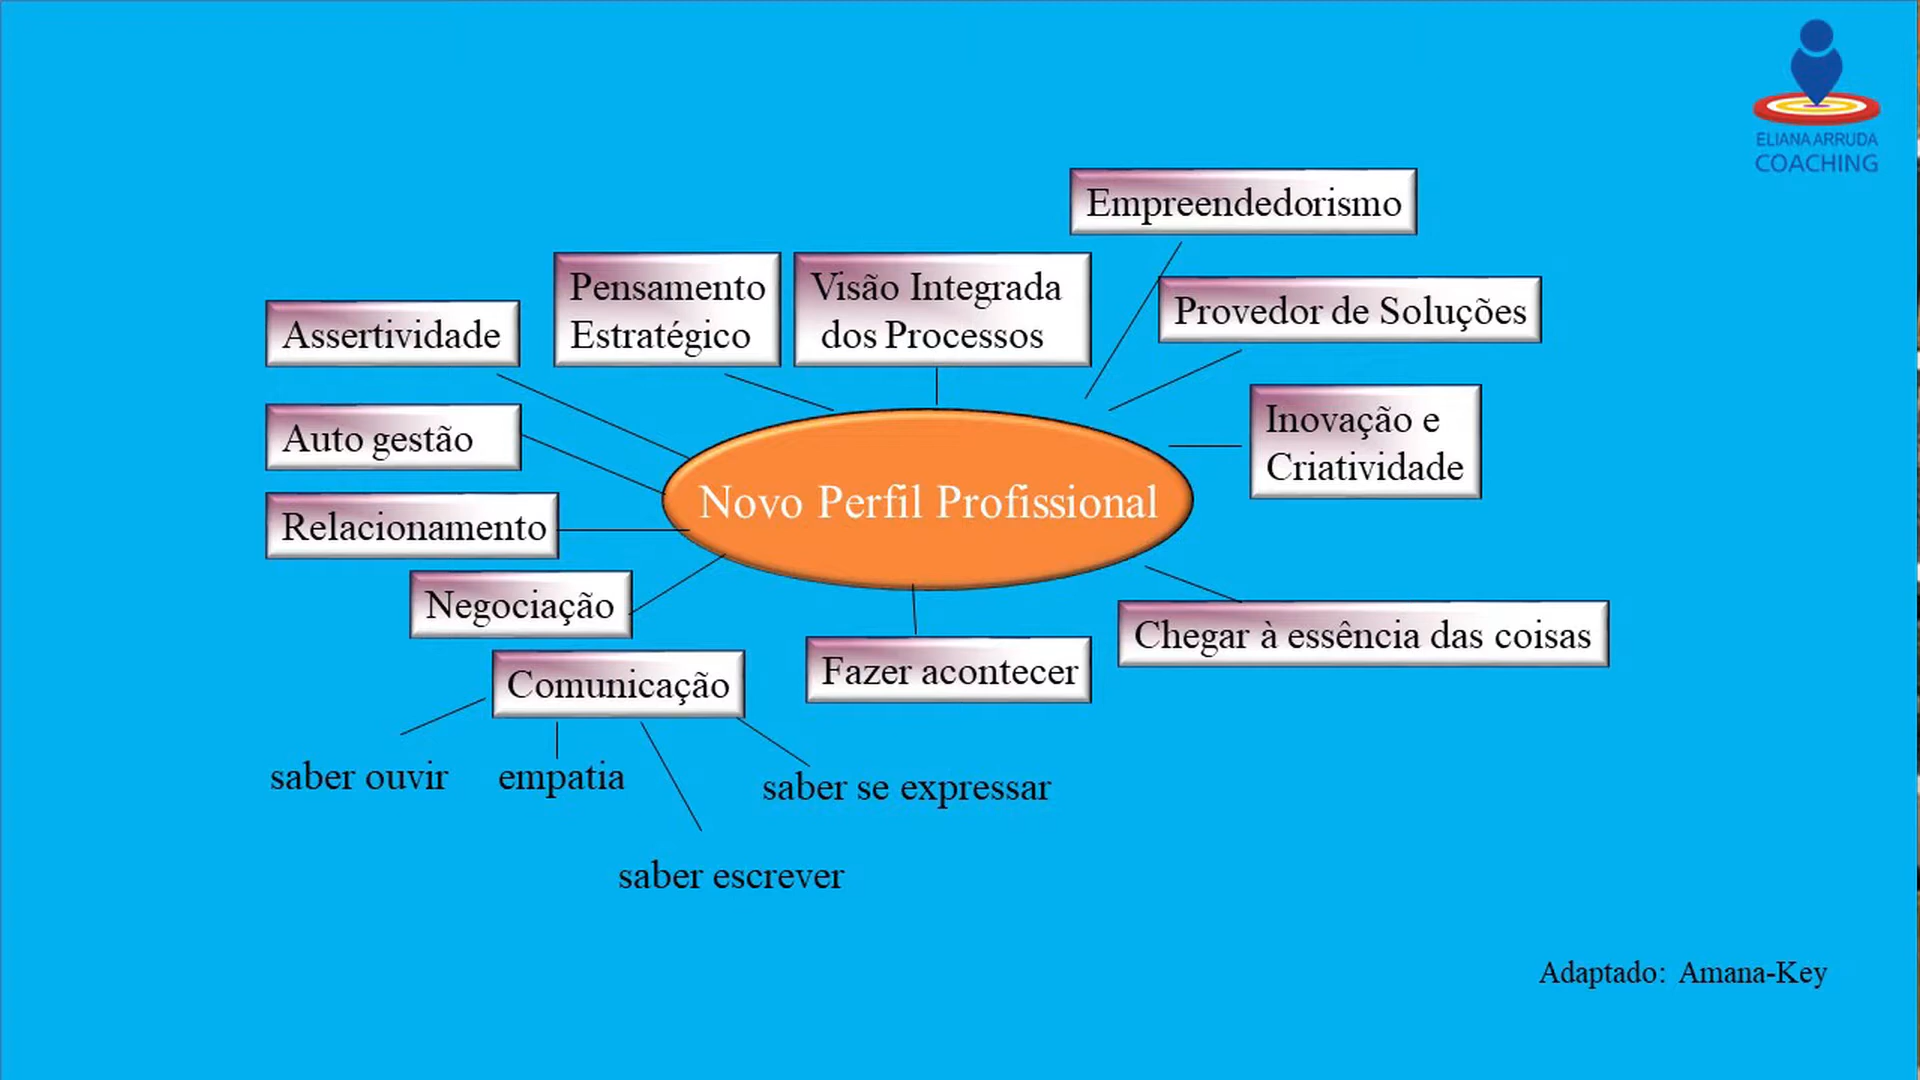 ELIANA ARRUDA
COACHING
Empreendedorismo
Pensamento
Estratégico
Visão Integrada
dos Processos
Provedor de Soluções
Assertividade
Inovação e
Criatividade
Auto gestão
Novo Perfil Profissional
Relacionamento
Negociação
Chegar à essência das coisas
Fazer acontecer
Comunicação
saber ouvir
empatia
saber se expressar
saber escrever
Adaptado: Amana-Key